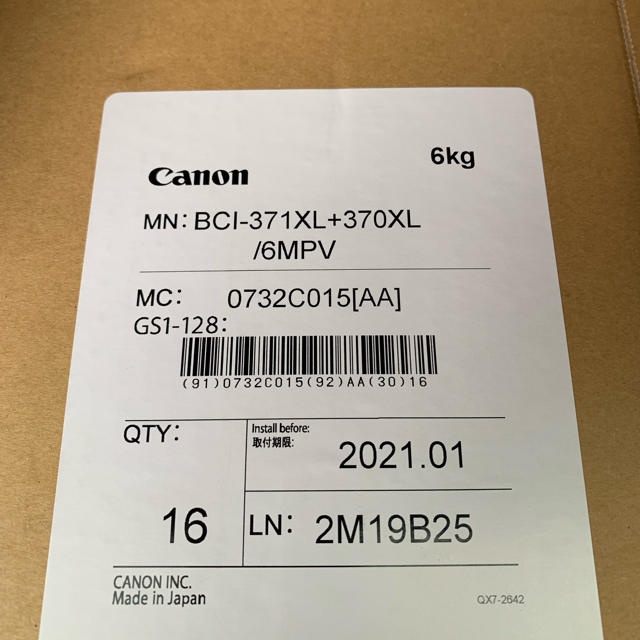 Canon
6kg
MN: BCI-371XL+370XL
/6MPV
MC: 0732C015[AA]
GS1-128:
(91)0732C015(92)AA(30)16
QTY:
16
Install before:
取付期限:
2021.01
LN: 2M19B25
CANON INC.
Made in Japan
QX7-2642